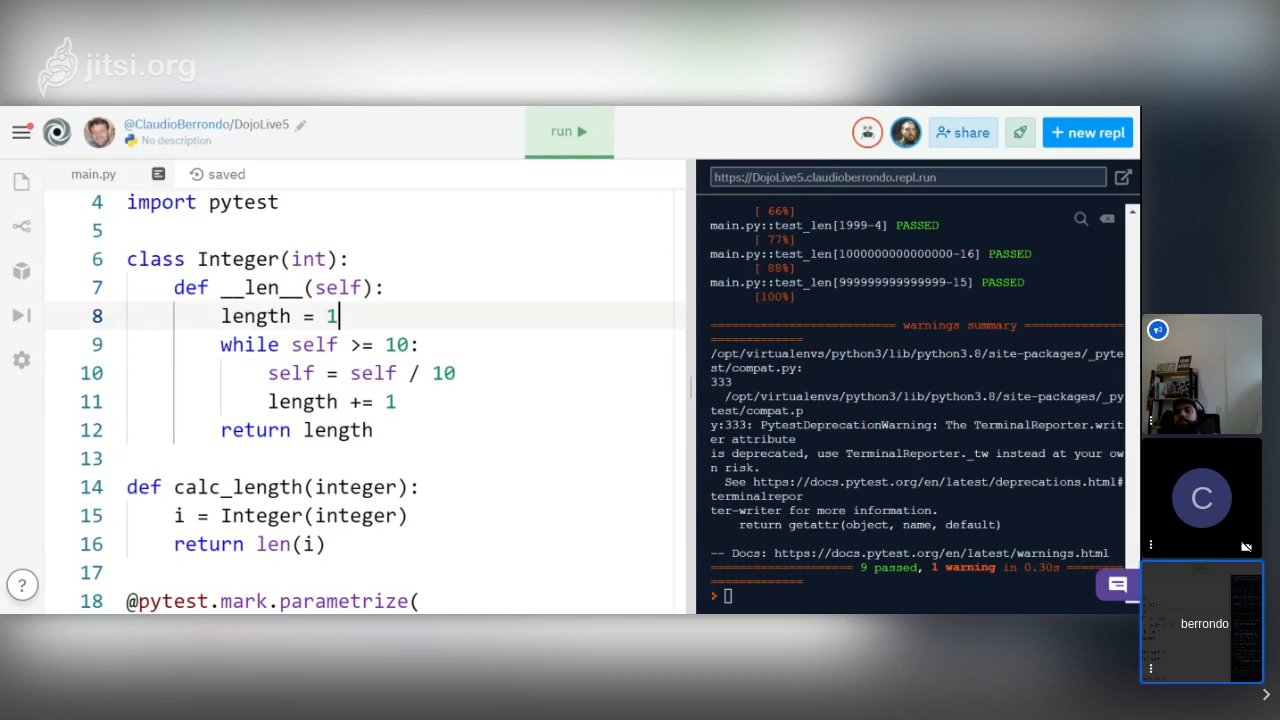 jitsi.org
@ClaudioBerrondo/DojoLive5
No description
run
share
+ new repl
main.py
saved
https://DojoLive5.claudioberrondo.repl.run
4 import pytest
5
6 class Integer(int):
7 def __len__(self):
8 length = 1
9 while self >= 10:
10 self = self / 10
11 length += 1
12 return length
13
14 def calc_length(integer):
15 i = Integer(integer)
16 return len(i)
17
18 @pytest.mark.parametrize(
?
[ 66%]
main.py::test_len[1999-4] PASSED
[ 77%]
main.py::test_len[1000000000000000-16] PASSED
[ 88%]
main.py::test_len[999999999999999-15] PASSED
[100%]
=========================== warnings summary ===============
=============
/opt/virtualenvs/python3/lib/python3.8/site-packages/_pyte
st/compat.py:
333
/opt/virtualenvs/python3/lib/python3.8/site-packages/_py
test/compat.p
y:333: PytestDeprecationWarning: The TerminalReporter.writ
er attribute
is deprecated, use TerminalReporter._tw instead at your ow
n risk.
See https://docs.pytest.org/en/latest/deprecations.html#
terminalrepor
ter-writer for more information.
return getattr(object, name, default)
-- Docs: https://docs.pytest.org/en/latest/warnings.html
==================== 9 passed, 1 warning in 0.30s ========
=============
>
C
berrondo